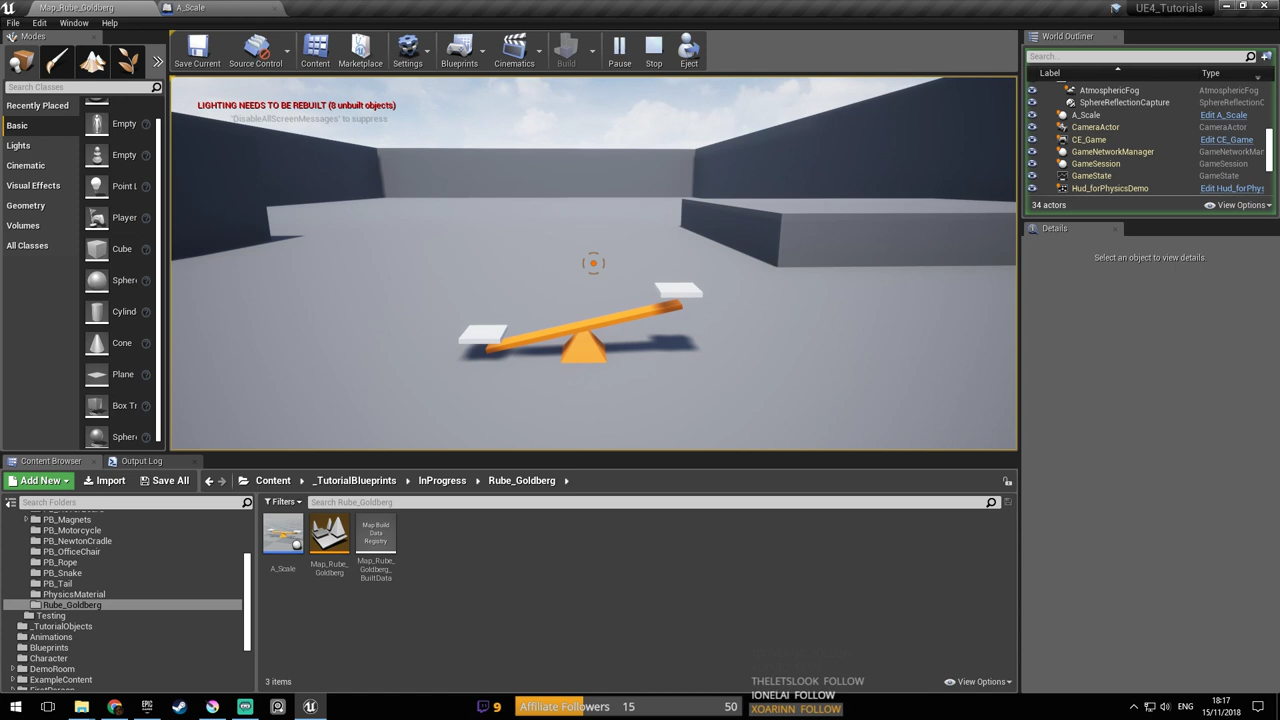 Map_Rube_Goldberg
A_Scale
UE4_Tutorials
File Edit Window Help
Modes
Search Classes
Recently Placed
Basic
Lights
Cinematic
Visual Effects
Geometry
Volumes
All Classes
Empty
Empty
Point L
Player
Cube
Spher
Cylind
Cone
Plane
Box Tr
Spher
Save Current
Source Control
Content
Marketplace
Settings
Blueprints
Cinematics
Build
Pause
Stop
Eject
LIGHTING NEEDS TO BE REBUILT (8 unbuilt objects)
'DisableAllScreenMessages' to suppress
World Outliner
Search...
Label Type
AtmosphericFog AtmosphericFog
SphereReflectionCapture SphereReflectionC
A_Scale Edit A_Scale
CameraActor CameraActor
CE_Game Edit CE_Game
GameNetworkManager GameNetworkMan
GameSession GameSession
GameState GameState
Hud_forPhysicsDemo Edit Hud_forPhys
34 actors View Options
Details
Select an object to view details.
Content Browser
Output Log
Add New Import Save All
Content _TutorialBlueprints InProgress Rube_Goldberg
Search Folders
Filters
Search Rube_Goldberg
PB_Magnets
PB_Motorcycle
PB_NewtonCradle
PB_OfficeChair
PB_Rope
PB_Snake
PB_Tail
PhysicsMaterial
Rube_Goldberg
Testing
_TutorialObjects
Animations
Blueprints
Character
DemoRoom
ExampleContent
A_Scale
Map_Rube_
Goldberg
Map Build
Data
Registry
Map_Rube_
Goldberg_
BuiltData
3 items
View Options
THELETSLOOK FOLLOW
IONELAI FOLLOW
XOARINN FOLLOW
9
Affiliate Followers 15 50
ENG
18:17
15/11/2018